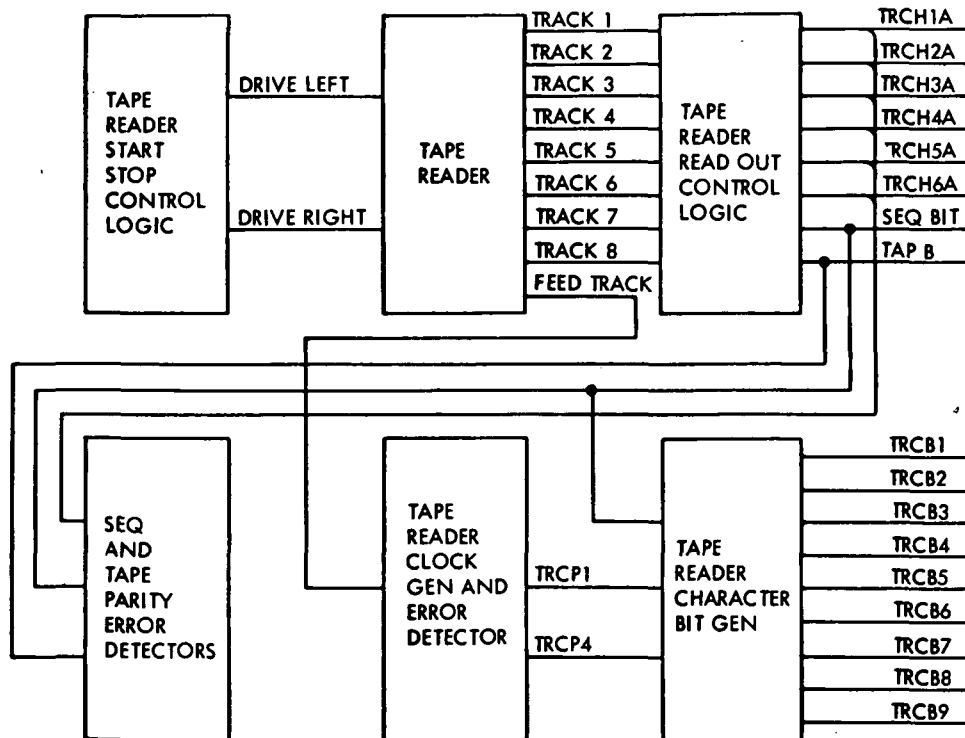 TAPE
READER
START
STOP
CONTROL
LOGIC
DRIVE LEFT
DRIVE RIGHT
TAPE
READER
TRACK 1
TRACK 2
TRACK 3
TRACK 4
TRACK 5
TRACK 6
TRACK 7
TRACK 8
FEED TRACK
TAPE
READER
READ OUT
CONTROL
LOGIC
TRCH1A
TRCH2A
TRCH3A
TRCH4A
TRCH5A
TRCH6A
SEQ BIT
TAP B
SEQ
AND
TAPE
PARITY
ERROR
DETECTORS
TAPE
READER
CLOCK
GEN AND
ERROR
DETECTOR
TRCP1
TRCP4
TAPE
READER
CHARACTER
BIT GEN
TRCB1
TRCB2
TRCB3
TRCB4
TRCB5
TRCB6
TRCB7
TRCB8
TRCB9